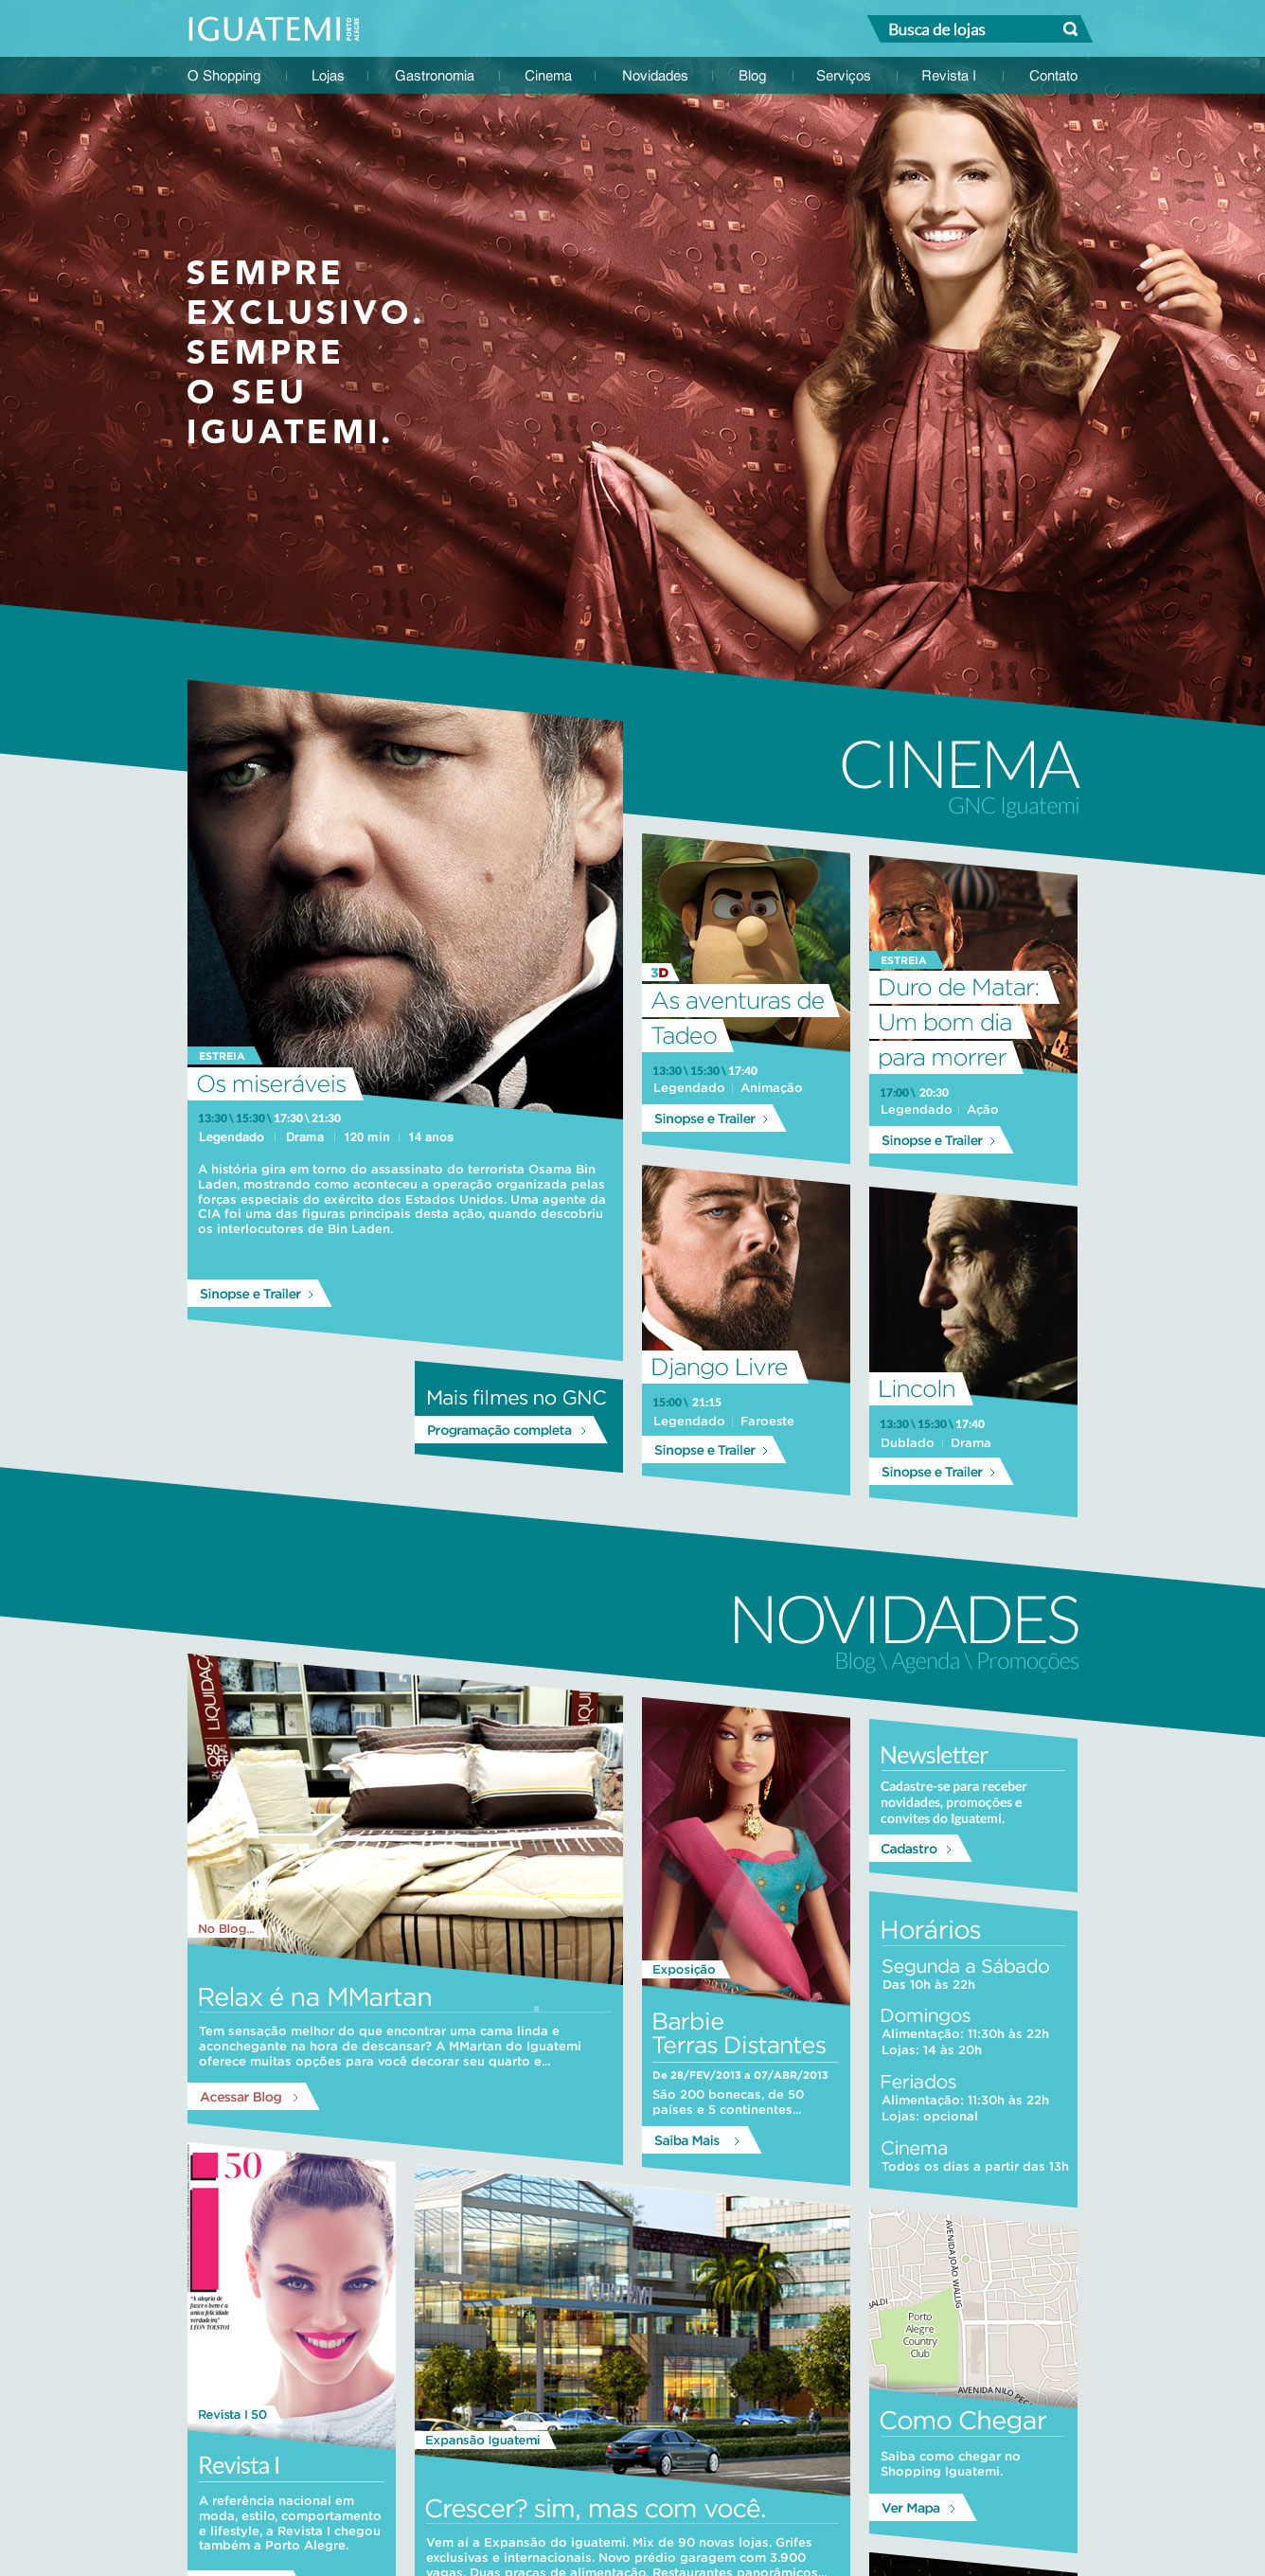 IGUATEMI PORTO ALEGRE
Busca de lojas
O Shopping
Lojas
Gastronomia
Cinema
Novidades
Blog
Serviços
Revista I
Contato
SEMPRE
EXCLUSIVO.
SEMPRE
O SEU
IGUATEMI.
CINEMA
GNC Iguatemi
ESTREIA
Os miseráveis
13:30 \ 15:30 \ 17:30 \ 21:30
Legendado | Drama | 120 min | 14 anos
A história gira em torno do assassinato do terrorista Osama Bin
Laden, mostrando como aconteceu a operação organizada pelas
forças especiais do exército dos Estados Unidos. Uma agente da
CIA foi uma das figuras principais desta ação, quando descobriu
os interlocutores de Bin Laden.
Sinopse e Trailer >
Mais filmes no GNC
Programação completa >
3D
As aventuras de
Tadeo
13:30 \ 15:30 \ 17:40
Legendado | Animação
Sinopse e Trailer >
ESTREIA
Duro de Matar:
Um bom dia
para morrer
17:00 \ 20:30
Legendado | Ação
Sinopse e Trailer >
Django Livre
15:00 \ 21:15
Legendado | Faroeste
Sinopse e Trailer >
Lincoln
13:30 \ 15:30 \ 17:40
Dublado | Drama
Sinopse e Trailer >
NOVIDADES
Blog \ Agenda \ Promoções
LIQUIDAÇ
50%
OFF
No Blog...
Relax é na MMartan
Tem sensação melhor do que encontrar uma cama linda e
aconchegante na hora de descansar? A MMartan do Iguatemi
oferece muitas opções para você decorar seu quarto e...
Acessar Blog >
Exposição
Barbie
Terras Distantes
De 28/FEV/2013 a 07/ABR/2013
São 200 bonecas, de 50
países e 5 continentes...
Saiba Mais >
Newsletter
Cadastre-se para receber
novidades, promoções e
convites do Iguatemi.
Cadastro >
Horários
Segunda a Sábado
Das 10h às 22h
Domingos
Alimentação: 11:30h às 22h
Lojas: 14 às 20h
Feriados
Alimentação: 11:30h às 22h
Lojas: opcional
Cinema
Todos os dias a partir das 13h
50
"A alegria de
fazer o bem é a
única felicidade
verdadeira"
LÉON TOLSTOI
Revista I 50
Revista I
A referência nacional em
moda, estilo, comportamento
e lifestyle, a Revista I chegou
também a Porto Alegre.
IGUATEMI
Expansão Iguatemi
Crescer? sim, mas com você.
Vem aí a Expansão do iguatemi. Mix de 90 novas lojas. Grifes
exclusivas e internacionais. Novo prédio garagem com 3.900
vagas. Duas praças de alimentação. Restaurantes panorâmicos...
AVENIDA JOÃO WALLIG
BALDI
Porto
Alegre
Country
Club
AVENIDA NILO PEÇ
Como Chegar
Saiba como chegar no
Shopping Iguatemi.
Ver Mapa >